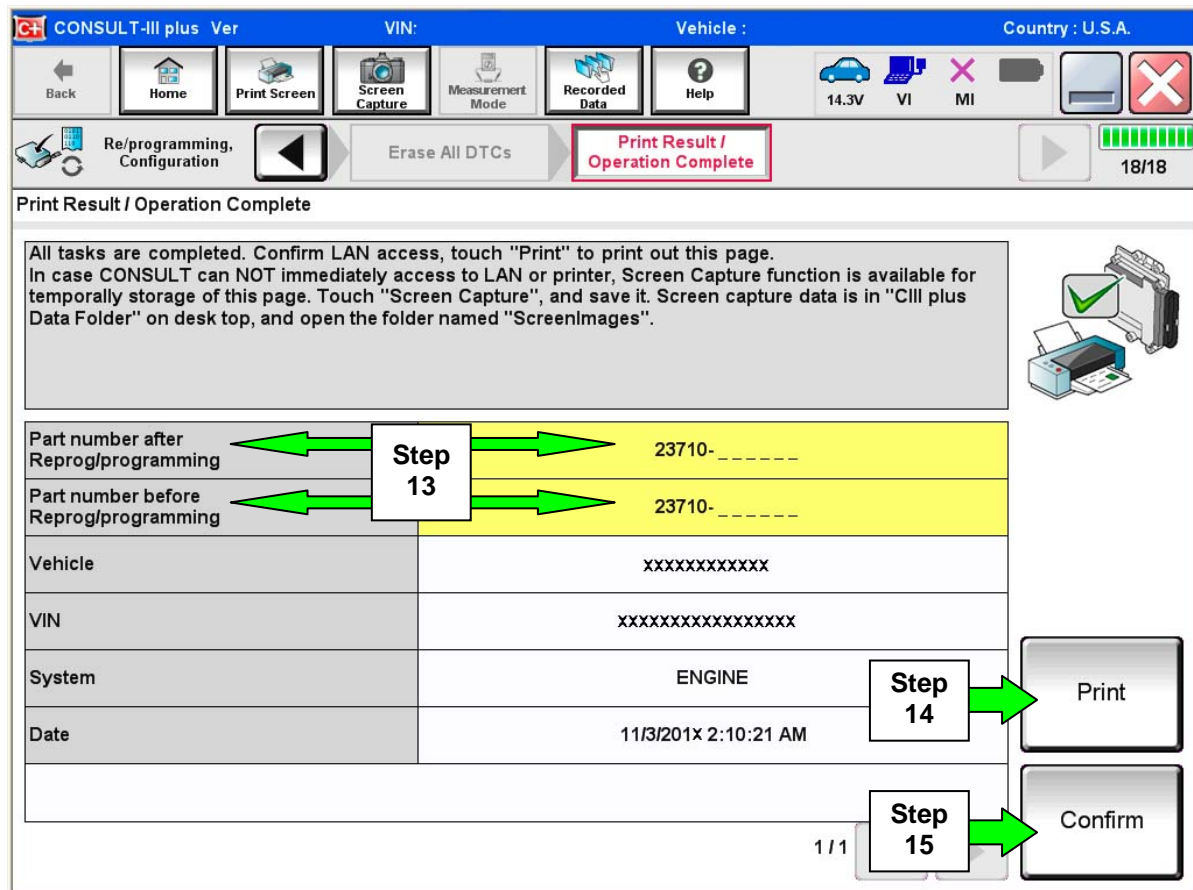 C+ CONSULT-III plus Ver VIN: Vehicle : Country : U.S.A.
Back
Home
Print Screen
Screen
Capture
Measurement
Mode
Recorded
Data
Help
14.3V VI MI
Re/programming,
Configuration
Erase All DTCs
Print Result /
Operation Complete
18/18
Print Result / Operation Complete
All tasks are completed. Confirm LAN access, touch "Print" to print out this page.
In case CONSULT can NOT immediately access to LAN or printer, Screen Capture function is available for
temporally storage of this page. Touch "Screen Capture", and save it. Screen capture data is in "CIII plus
Data Folder" on desk top, and open the folder named "ScreenImages".
Part number after
Reprog/programming
23710-_ _ _ _ _ _
Step
13
Part number before
Reprog/programming
23710-_ _ _ _ _ _
Vehicle
xxxxxxxxxxxx
VIN
xxxxxxxxxxxxxxxxx
System
ENGINE
Step
14
Print
Date
11/3/201x 2:10:21 AM
Step
15
Confirm
1/1